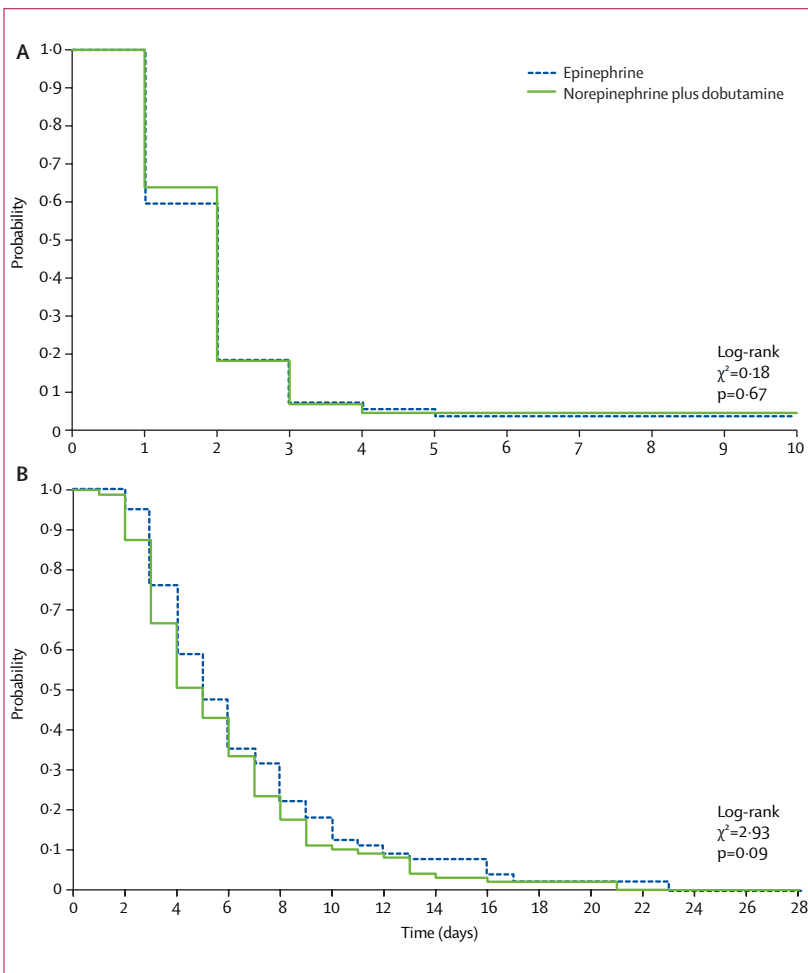 A
1·0
0·9
0·8
0·7
0·6
0·5
0·4
0·3
0·2
0·1
0
Probability
Epinephrine
Norepinephrine plus dobutamine
Log-rank
χ²=0·18
p=0·67
0 1 2 3 4 5 6 7 8 9 10
B
1·0
0·9
0·8
0·7
0·6
0·5
0·4
0·3
0·2
0·1
0
Probability
Log-rank
χ²=2·93
p=0·09
0 2 4 6 8 10 12 14 16 18 20 22 24 26 28
Time (days)